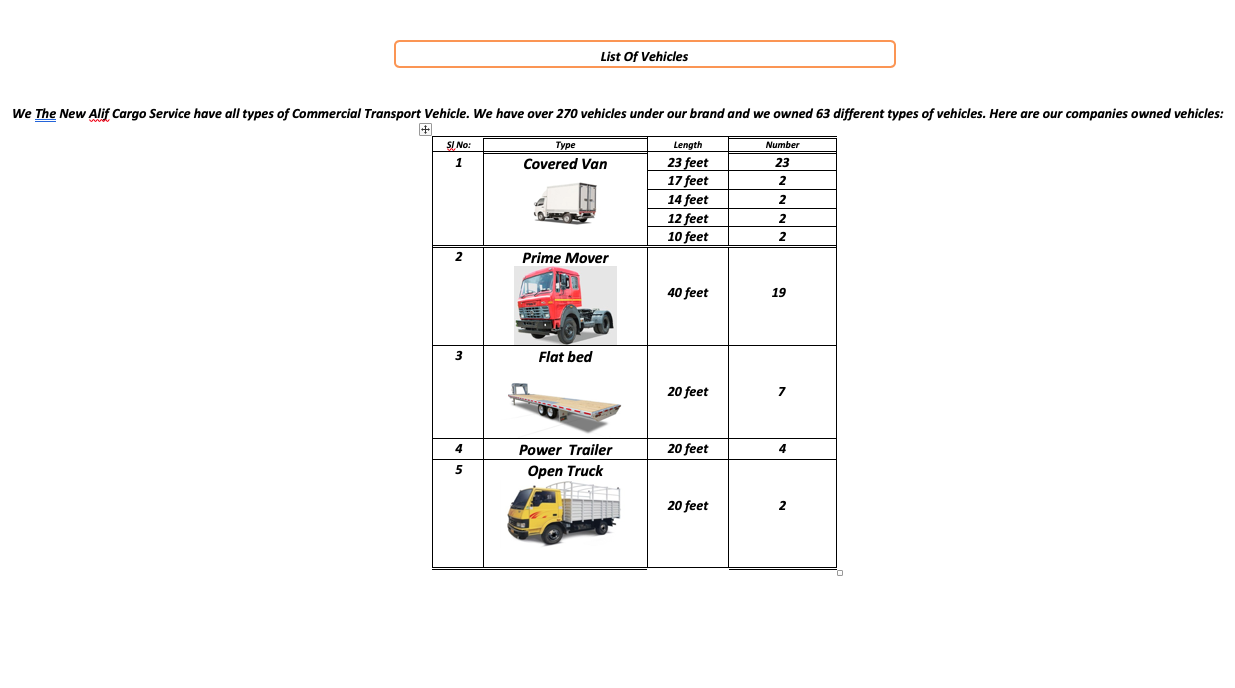 List Of Vehicles
We The New Alif Cargo Service have all types of Commercial Transport Vehicle. We have over 270 vehicles under our brand and we owned 63 different types of vehicles. Here are our companies owned vehicles:
Sl No: Type Length Number
1 Covered Van 23 feet 23
17 feet 2
14 feet 2
12 feet 2
10 feet 2
2 Prime Mover
40 feet 19
3 Flat bed
20 feet 7
4 Power Trailer 20 feet 4
5 Open Truck
20 feet 2